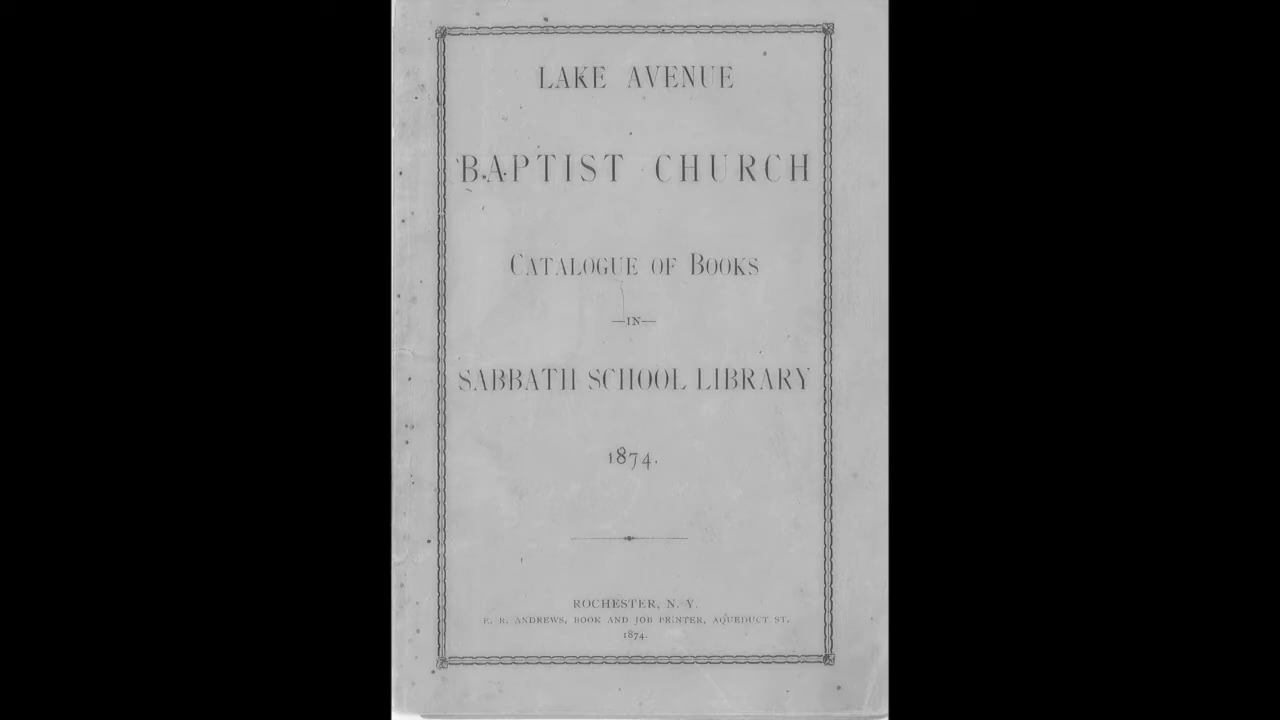 LAKE AVENUE
BAPTIST CHURCH
CATALOGUE OF BOOKS
—IN—
SABBATH SCHOOL LIBRARY
1874.
ROCHESTER, N. Y.
E. R. ANDREWS, BOOK AND JOB PRINTER, AQUEDUCT ST.
1874.